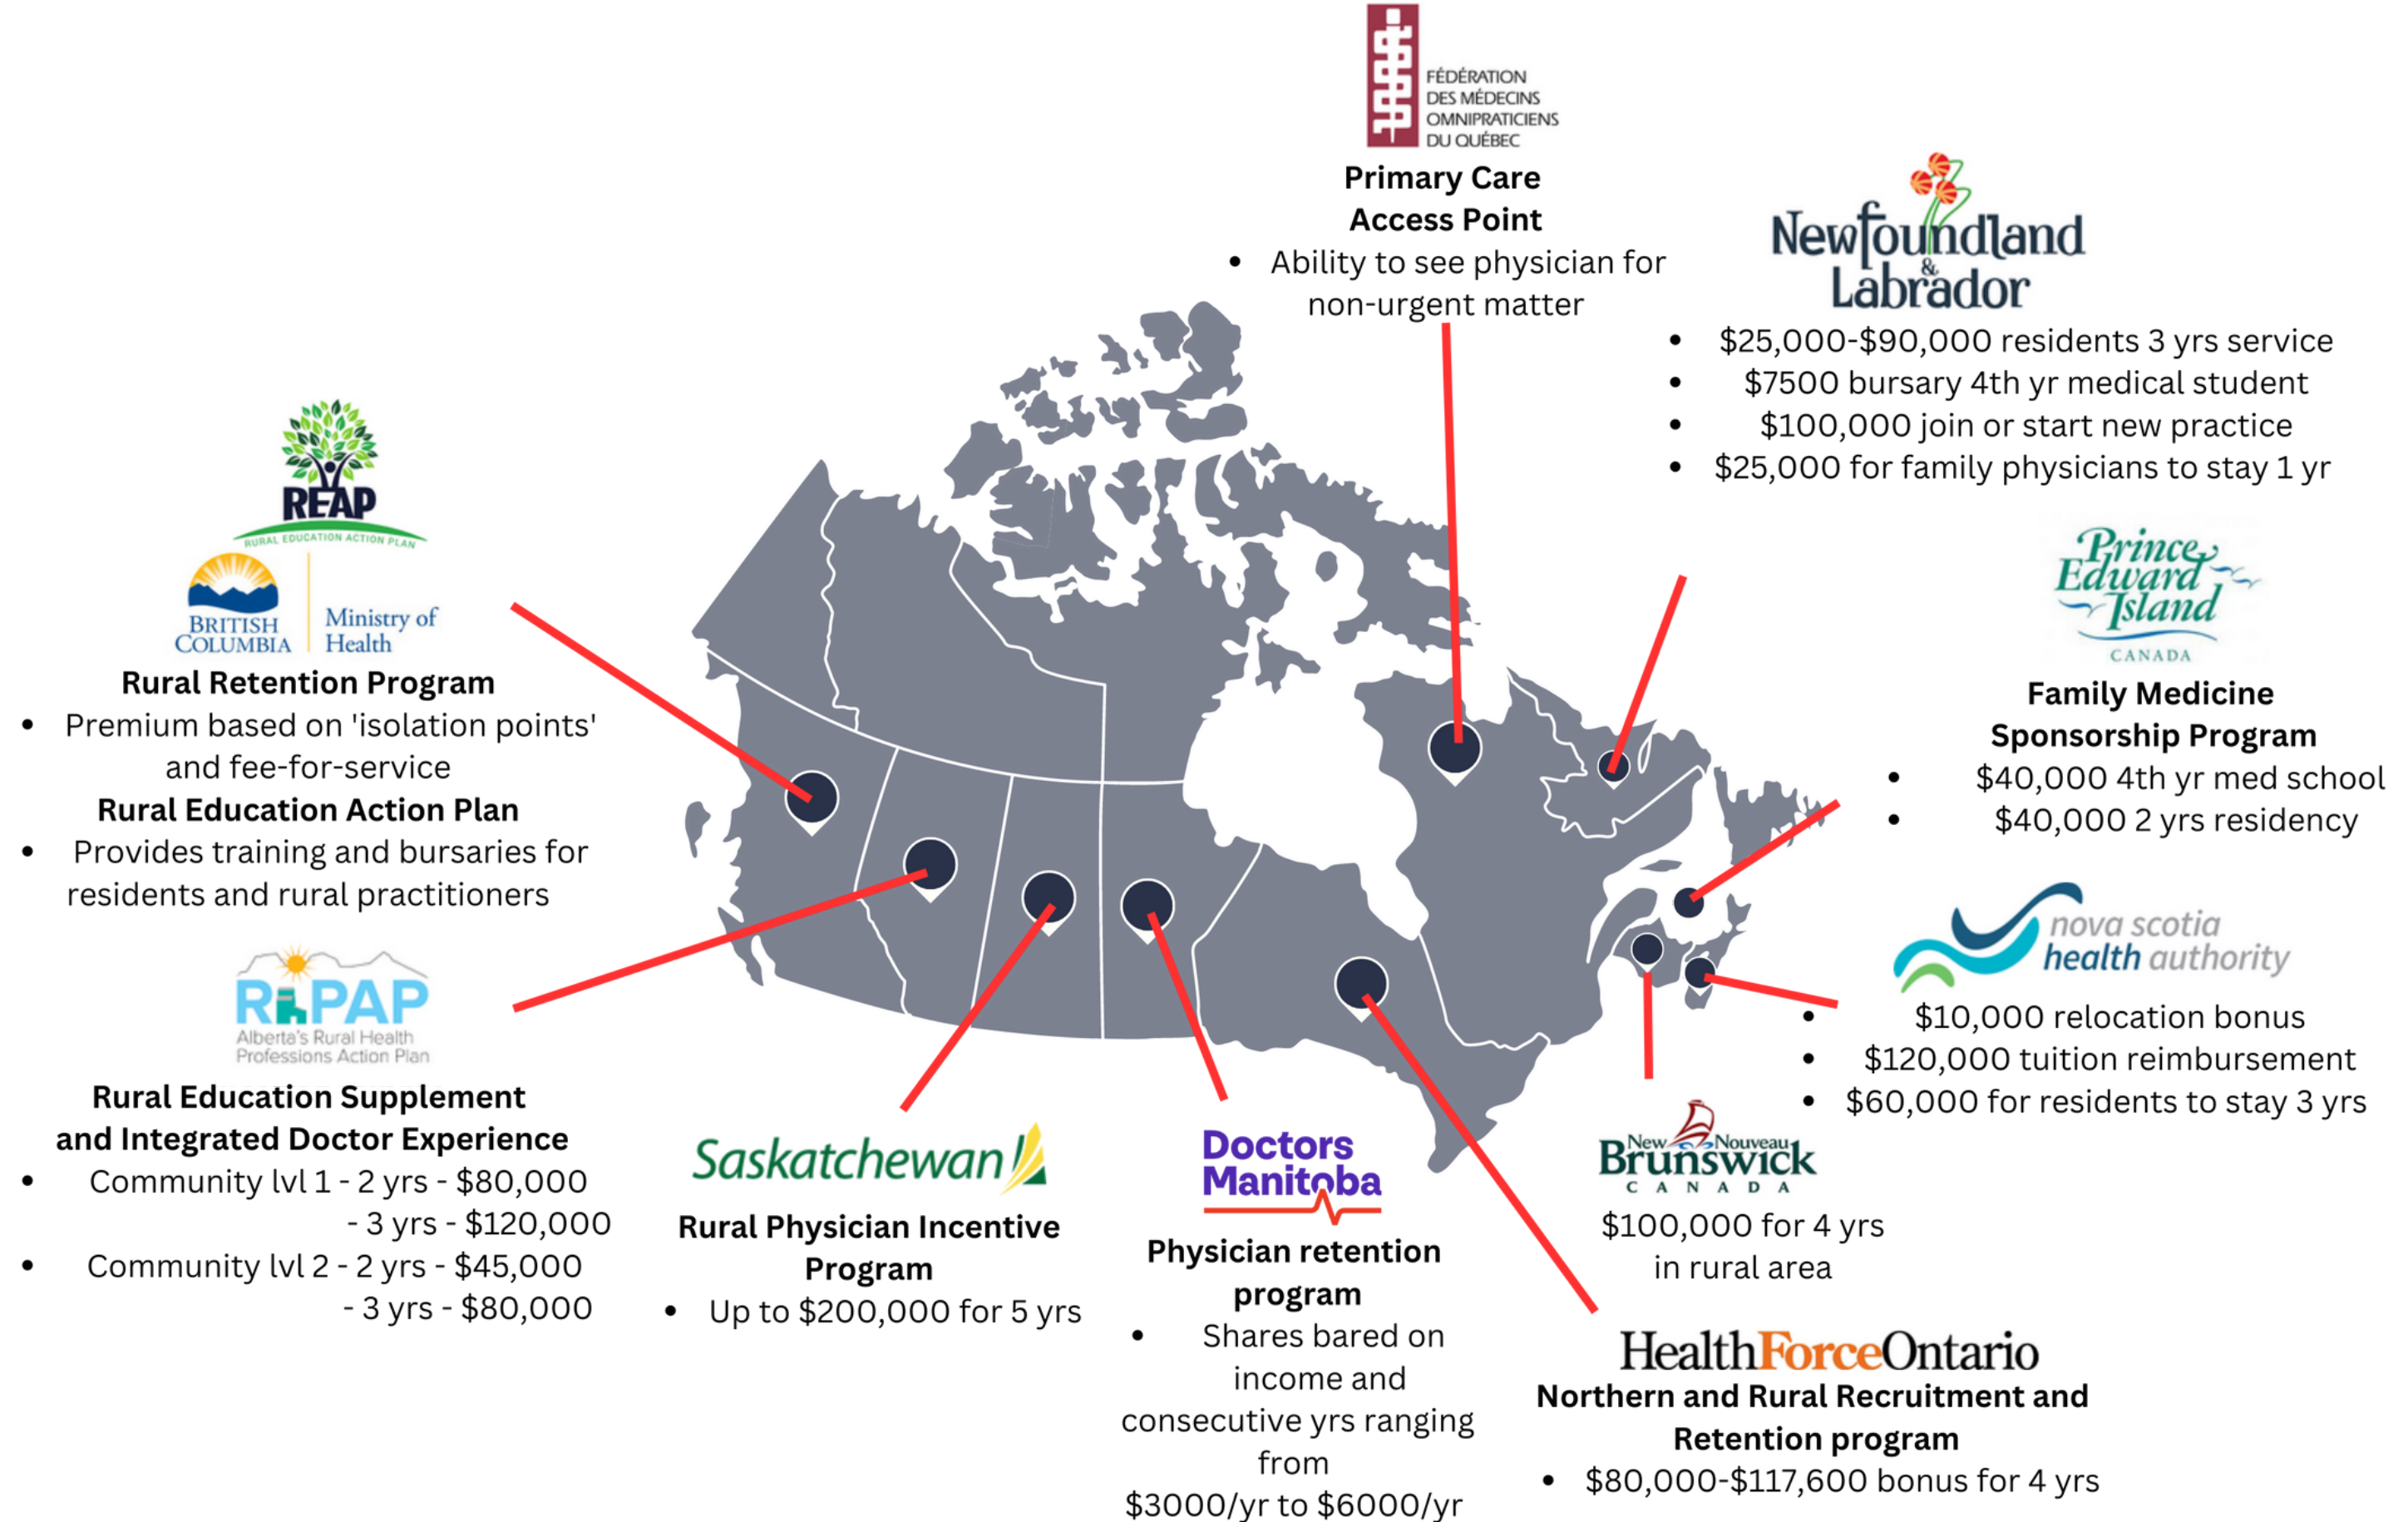 FÉDÉRATION
DES MÉDECINS
OMNIPRATICIENS
DU QUÉBEC
Primary Care
Access Point
• Ability to see physician for
non-urgent matter
Newfoundland
&
Labrador
• $25,000-$90,000 residents 3 yrs service
• $7500 bursary 4th yr medical student
• $100,000 join or start new practice
• $25,000 for family physicians to stay 1 yr
REAP
RURAL EDUCATION ACTION PLAN
BRITISH
COLUMBIA
Ministry of
Health
Rural Retention Program
• Premium based on 'isolation points'
and fee-for-service
Rural Education Action Plan
• Provides training and bursaries for
residents and rural practitioners
Prince
Edward
Island
CANADA
Family Medicine
Sponsorship Program
• $40,000 4th yr med school
• $40,000 2 yrs residency
nova scotia
health authority
• $10,000 relocation bonus
• $120,000 tuition reimbursement
• $60,000 for residents to stay 3 yrs
RhPAP
Alberta's Rural Health
Professions Action Plan
Rural Education Supplement
and Integrated Doctor Experience
• Community lvl 1 - 2 yrs - $80,000
- 3 yrs - $120,000
• Community lvl 2 - 2 yrs - $45,000
- 3 yrs - $80,000
Saskatchewan
Rural Physician Incentive
Program
• Up to $200,000 for 5 yrs
Doctors
Manitoba
Physician retention
program
• Shares bared on
income and
consecutive yrs ranging
from
$3000/yr to $6000/yr
New Nouveau
Brunswick
CANADA
$100,000 for 4 yrs
in rural area
HealthForceOntario
Northern and Rural Recruitment and
Retention program
• $80,000-$117,600 bonus for 4 yrs